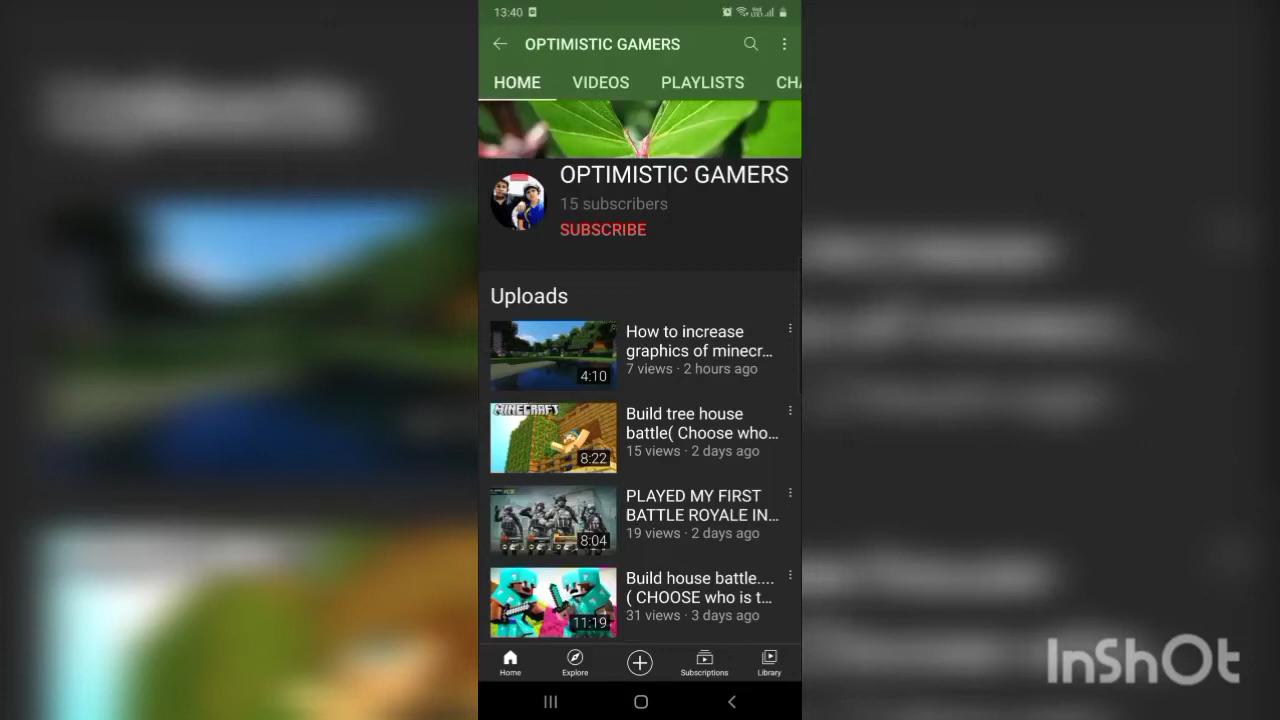 13:40
OPTIMISTIC GAMERS
HOME VIDEOS PLAYLISTS CHA
OPTIMISTIC GAMERS
15 subscribers
SUBSCRIBE
Uploads
How to increase
graphics of minecr...
7 views · 2 hours ago
4:10
MINECRAFT
Build tree house
battle( Choose who...
15 views · 2 days ago
8:22
PLAYED MY FIRST
BATTLE ROYALE IN...
19 views · 2 days ago
8:04
Build house battle....
( CHOOSE who is t...
31 views · 3 days ago
11:19
Home Explore Subscriptions Library
InShOt